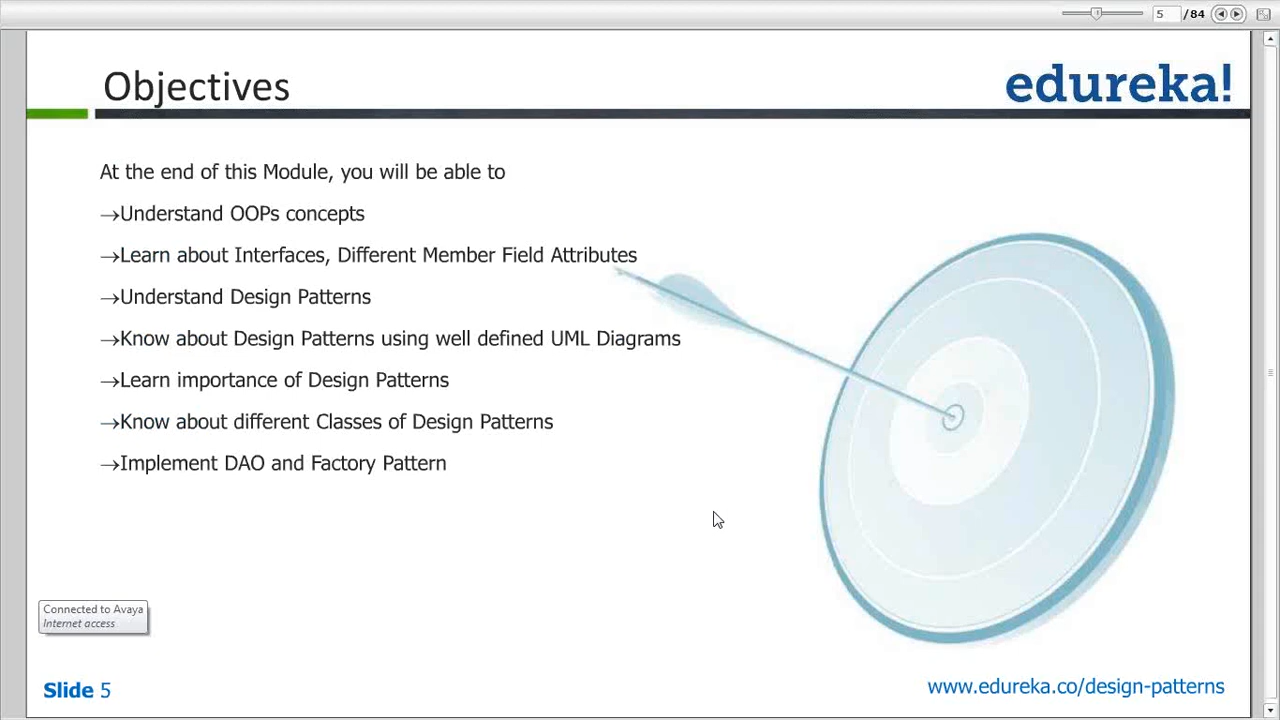 5 /84
Objectives
edureka!
At the end of this Module, you will be able to
→Understand OOPs concepts
→Learn about Interfaces, Different Member Field Attributes
→Understand Design Patterns
→Know about Design Patterns using well defined UML Diagrams
→Learn importance of Design Patterns
→Know about different Classes of Design Patterns
→Implement DAO and Factory Pattern
Connected to Avaya
Internet access
Slide 5
www.edureka.co/design-patterns